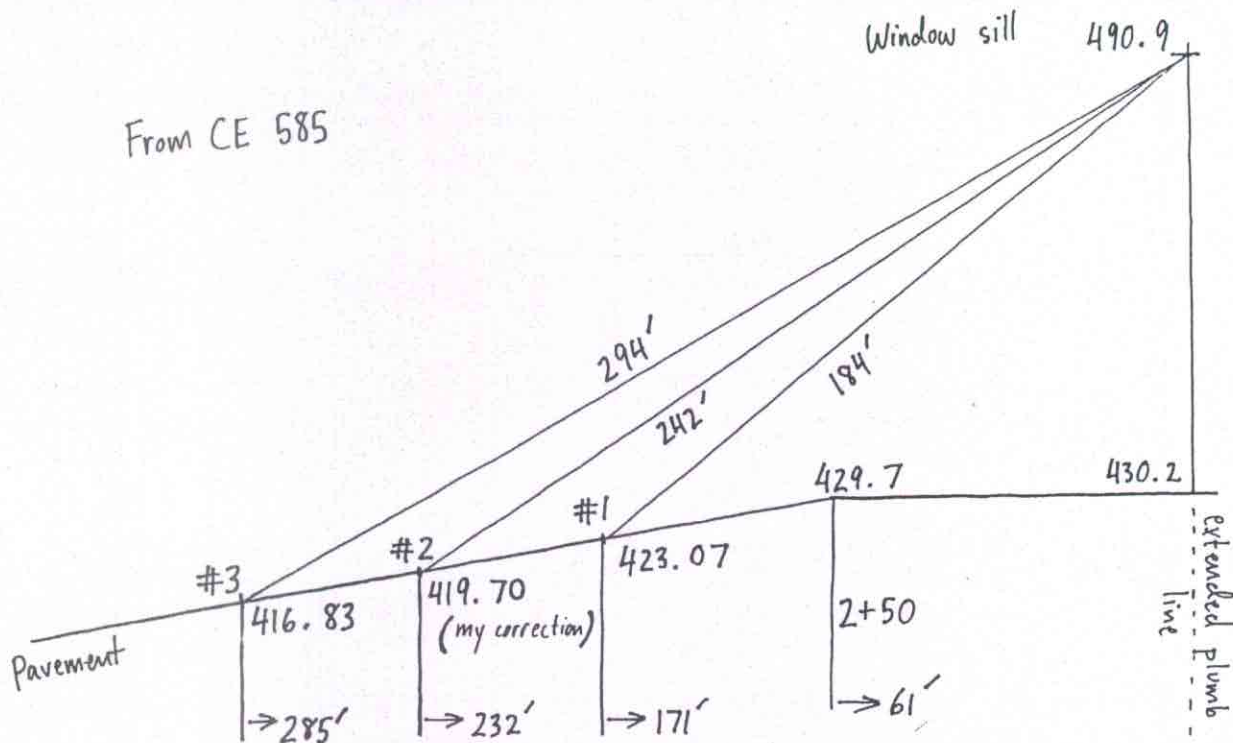 Window sill 490.9
From CE 585
294′
242′
184′
429.7
430.2
#1
#2
#3
423.07
419.70
(my correction)
416.83
2+50
Pavement
→ 285′
→ 232′
→ 171′
→ 61′
extended plumb
line